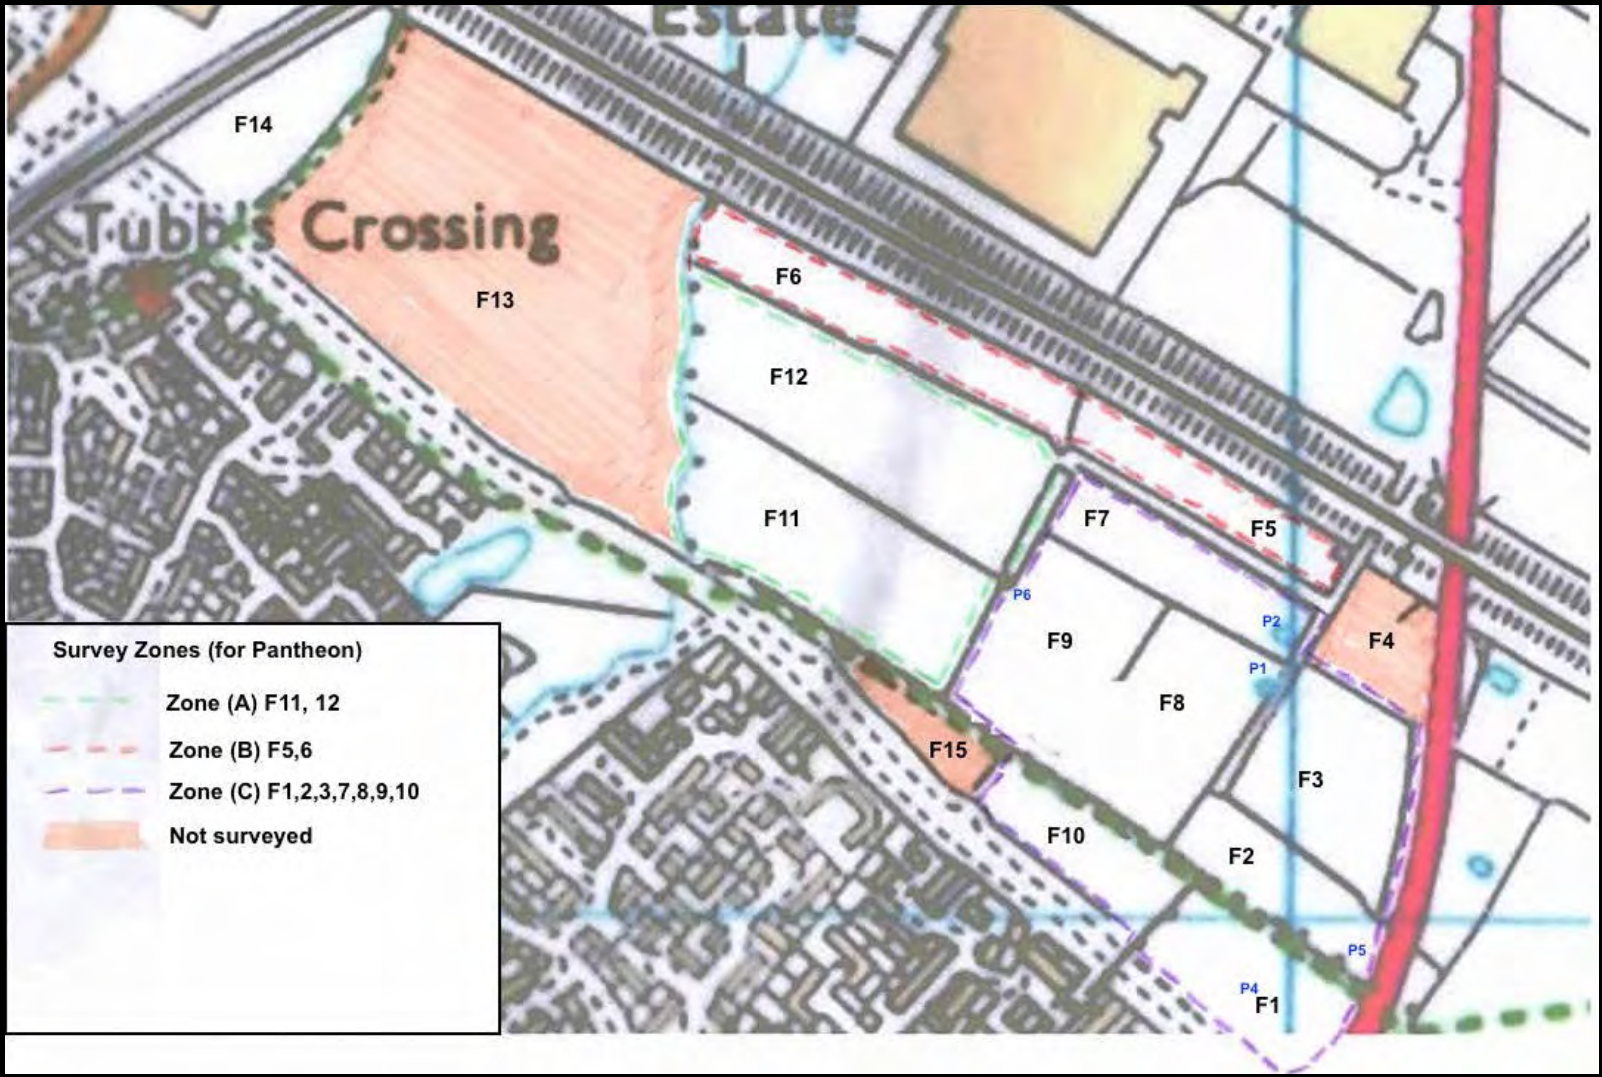 Estate
F14
Tubb's Crossing
F13
F6
F12
F11
F7
F5
P6
P2
F9
F4
P1
F8
F15
F3
F10
F2
P5
P4
F1
Survey Zones (for Pantheon)
Zone (A) F11, 12
Zone (B) F5,6
Zone (C) F1,2,3,7,8,9,10
Not surveyed